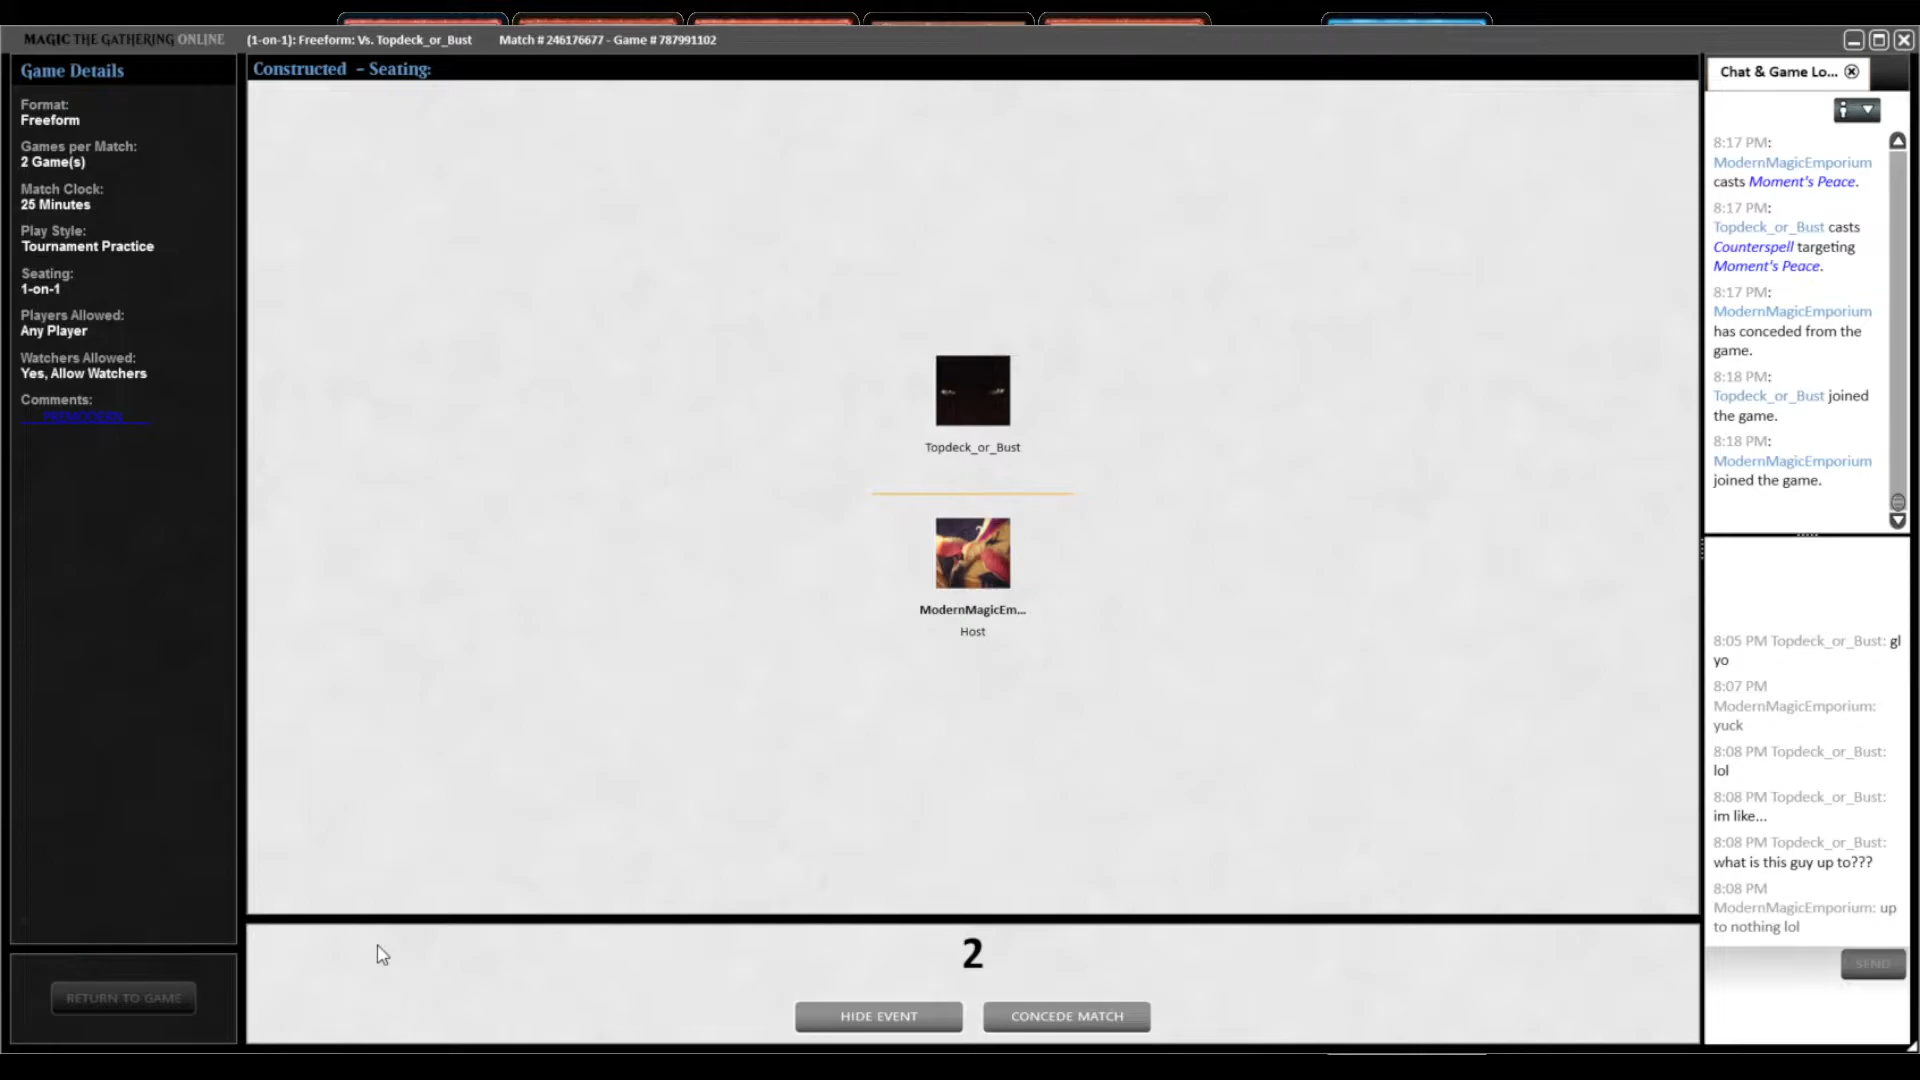 MAGIC THE GATHERING ONLINE
(1-on-1): Freeform: Vs. Topdeck_or_Bust
Match # 246176677 - Game # 787991102
Game Details
Format:
Freeform
Games per Match:
2 Game(s)
Match Clock:
25 Minutes
Play Style:
Tournament Practice
Seating:
1-on-1
Players Allowed:
Any Player
Watchers Allowed:
Yes, Allow Watchers
Comments:
PREMODERN
RETURN TO GAME
Constructed - Seating:
Topdeck_or_Bust
ModernMagicEm...
Host
2
HIDE EVENT
CONCEDE MATCH
Chat & Game Lo...
8:17 PM:
ModernMagicEmporium
casts Moment's Peace.
8:17 PM:
Topdeck_or_Bust casts
Counterspell targeting
Moment's Peace.
8:17 PM:
ModernMagicEmporium
has conceded from the
game.
8:18 PM:
Topdeck_or_Bust joined
the game.
8:18 PM:
ModernMagicEmporium
joined the game.
8:05 PM Topdeck_or_Bust: gl
yo
8:07 PM
ModernMagicEmporium:
yuck
8:08 PM Topdeck_or_Bust:
lol
8:08 PM Topdeck_or_Bust:
im like...
8:08 PM Topdeck_or_Bust:
what is this guy up to???
8:08 PM
ModernMagicEmporium: up
to nothing lol
SEND